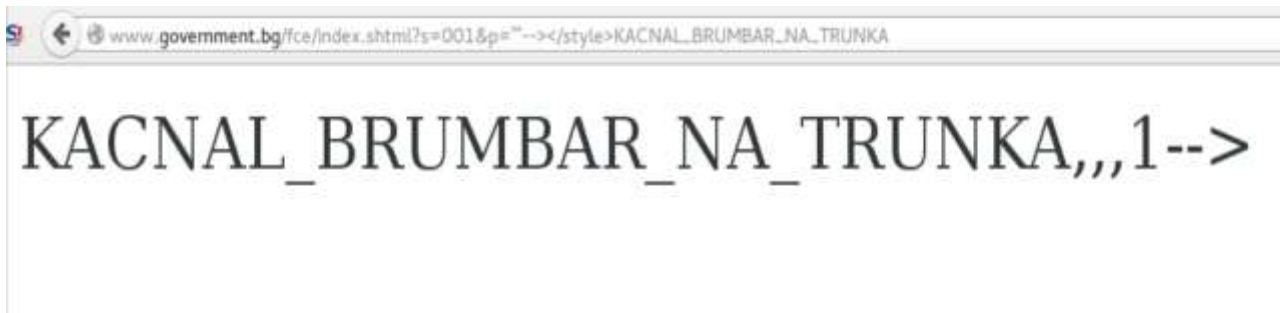 www.government.bg/fce/index.shtml?s=001&p=""--></style>KACNAL_BRUMBAR_NA_TRUNKA
KACNAL_BRUMBAR_NA_TRUNKA,,,1-->